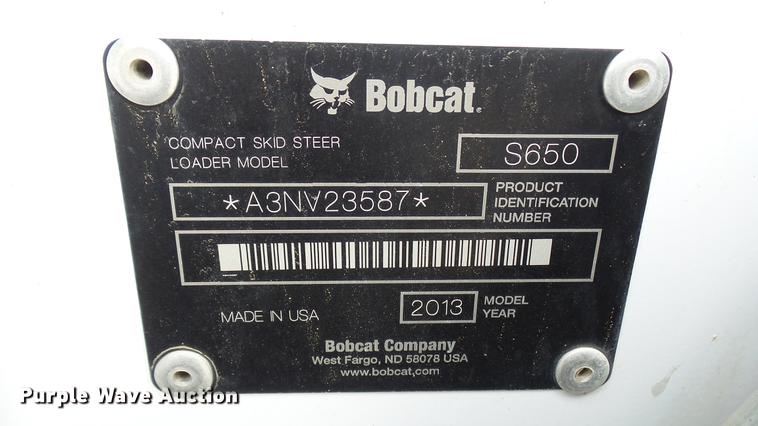 Bobcat.
COMPACT SKID STEER
LOADER MODEL
S650
*A3NV23587*
PRODUCT
IDENTIFICATION
NUMBER
MADE IN USA
2013
MODEL
YEAR
Bobcat Company
West Fargo, ND 58078 USA
www.bobcat.com
Purple Wave Auction